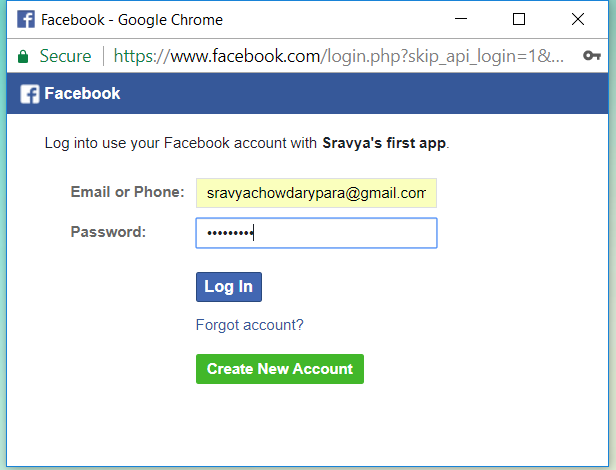 Facebook - Google Chrome
Secure https://www.facebook.com/login.php?skip_api_login=1&...
Facebook
Log into use your Facebook account with Sravya's first app.
Email or Phone: sravyachowdarypara@gmail.com
Password: •••••••••
Log In
Forgot account?
Create New Account